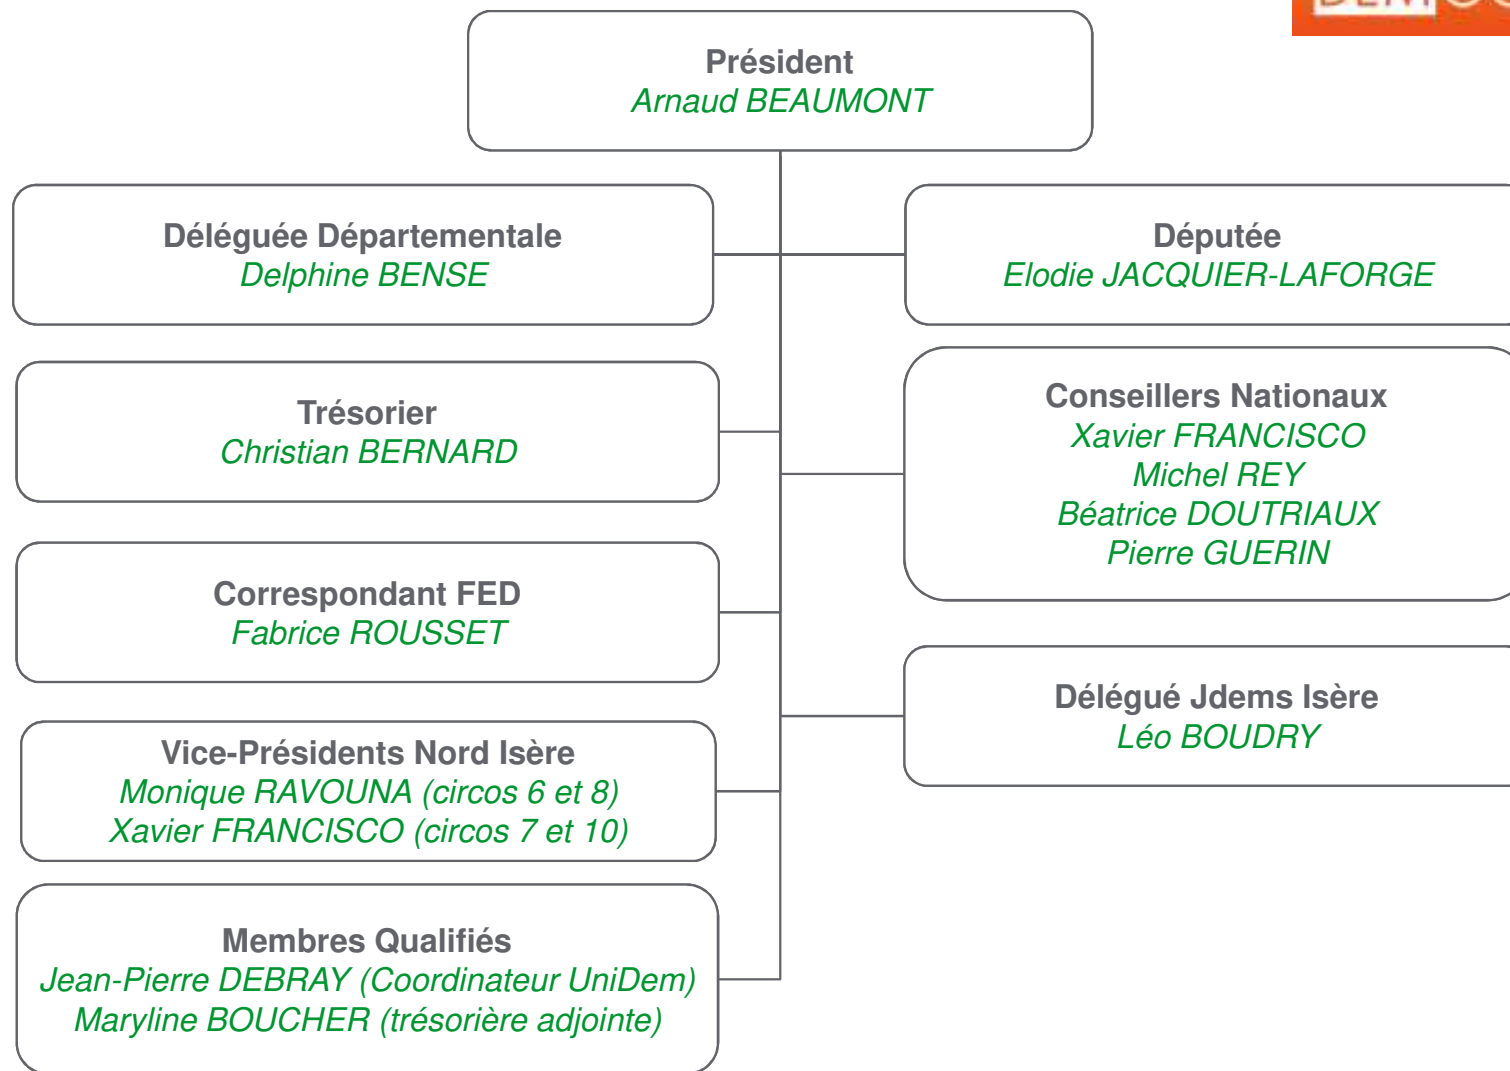 Président
Arnaud BEAUMONT
Déléguée Départementale
Delphine BENSE
Députée
Elodie JACQUIER-LAFORGE
Trésorier
Christian BERNARD
Conseillers Nationaux
Xavier FRANCISCO
Michel REY
Béatrice DOUTRIAUX
Pierre GUERIN
Correspondant FED
Fabrice ROUSSET
Délégué Jdems Isère
Léo BOUDRY
Vice-Présidents Nord Isère
Monique RAVOUNA (circos 6 et 8)
Xavier FRANCISCO (circos 7 et 10)
Membres Qualifiés
Jean-Pierre DEBRAY (Coordinateur UniDem)
Maryline BOUCHER (trésorière adjointe)